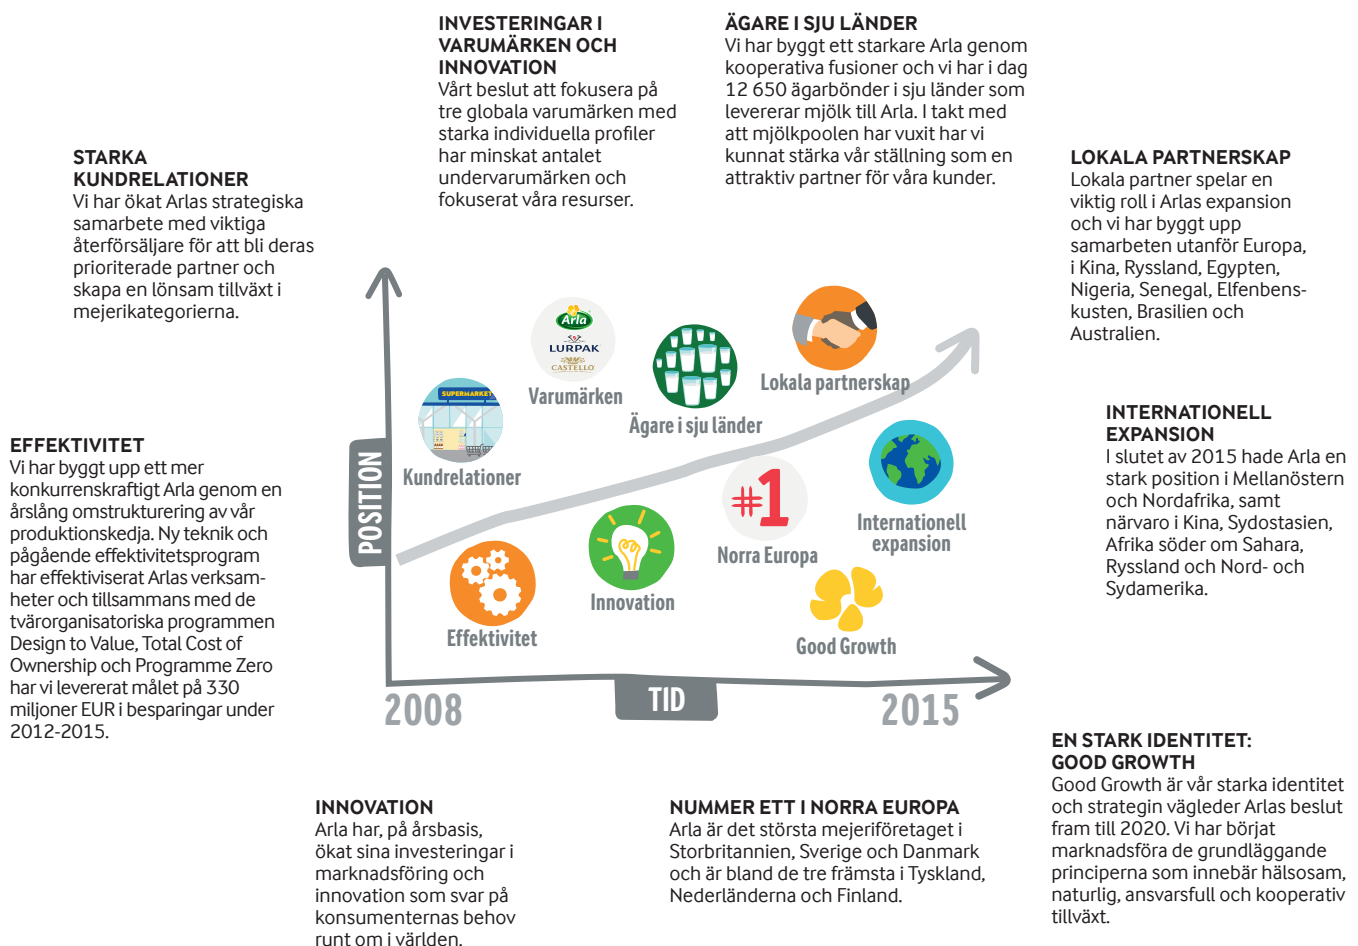 INVESTERINGAR I
VARUMÄRKEN OCH
INNOVATION
Vårt beslut att fokusera på
tre globala varumärken med
starka individuella profiler
har minskat antalet
undervarumärken och
fokuserat våra resurser.
ÄGARE I SJU LÄNDER
Vi har byggt ett starkare Arla genom
kooperativa fusioner och vi har i dag
12 650 ägarbönder i sju länder som
levererar mjölk till Arla. I takt med
att mjölkpoolen har vuxit har vi
kunnat stärka vår ställning som en
attraktiv partner för våra kunder.
STARKA
KUNDRELATIONER
Vi har ökat Arlas strategiska
samarbete med viktiga
återförsäljare för att bli deras
prioriterade partner och
skapa en lönsam tillväxt i
mejerikategorierna.
LOKALA PARTNERSKAP
Lokala partner spelar en
viktig roll i Arlas expansion
och vi har byggt upp
samarbeten utanför Europa,
i Kina, Ryssland, Egypten,
Nigeria, Senegal, Elfenbens-
kusten, Brasilien och
Australien.
EFFEKTIVITET
Vi har byggt upp ett mer
konkurrenskraftigt Arla genom en
årslång omstrukturering av vår
produktionskedja. Ny teknik och
pågående effektivitetsprogram
har effektiviserat Arlas verksam-
heter och tillsammans med de
tvärorganisatoriska programmen
Design to Value, Total Cost of
Ownership och Programme Zero
har vi levererat målet på 330
miljoner EUR i besparingar under
2012-2015.
POSITION
SUPERMARKET
Kundrelationer
Arla
LURPAK
CASTELLO
Varumärken
Ägare i sju länder
Lokala partnerskap
Effektivitet
Innovation
#1
Norra Europa
Internationell
expansion
Good Growth
2008
TID
2015
INTERNATIONELL
EXPANSION
I slutet av 2015 hade Arla en
stark position i Mellanöstern
och Nordafrika, samt
närvaro i Kina, Sydostasien,
Afrika söder om Sahara,
Ryssland och Nord- och
Sydamerika.
INNOVATION
Arla har, på årsbasis,
ökat sina investeringar i
marknadsföring och
innovation som svar på
konsumenternas behov
runt om i världen.
NUMMER ETT I NORRA EUROPA
Arla är det största mejeriföretaget i
Storbritannien, Sverige och Danmark
och är bland de tre främsta i Tyskland,
Nederländerna och Finland.
EN STARK IDENTITET:
GOOD GROWTH
Good Growth är vår starka identitet
och strategin vägleder Arlas beslut
fram till 2020. Vi har börjat
marknadsföra de grundläggande
principerna som innebär hälsosam,
naturlig, ansvarsfull och kooperativ
tillväxt.